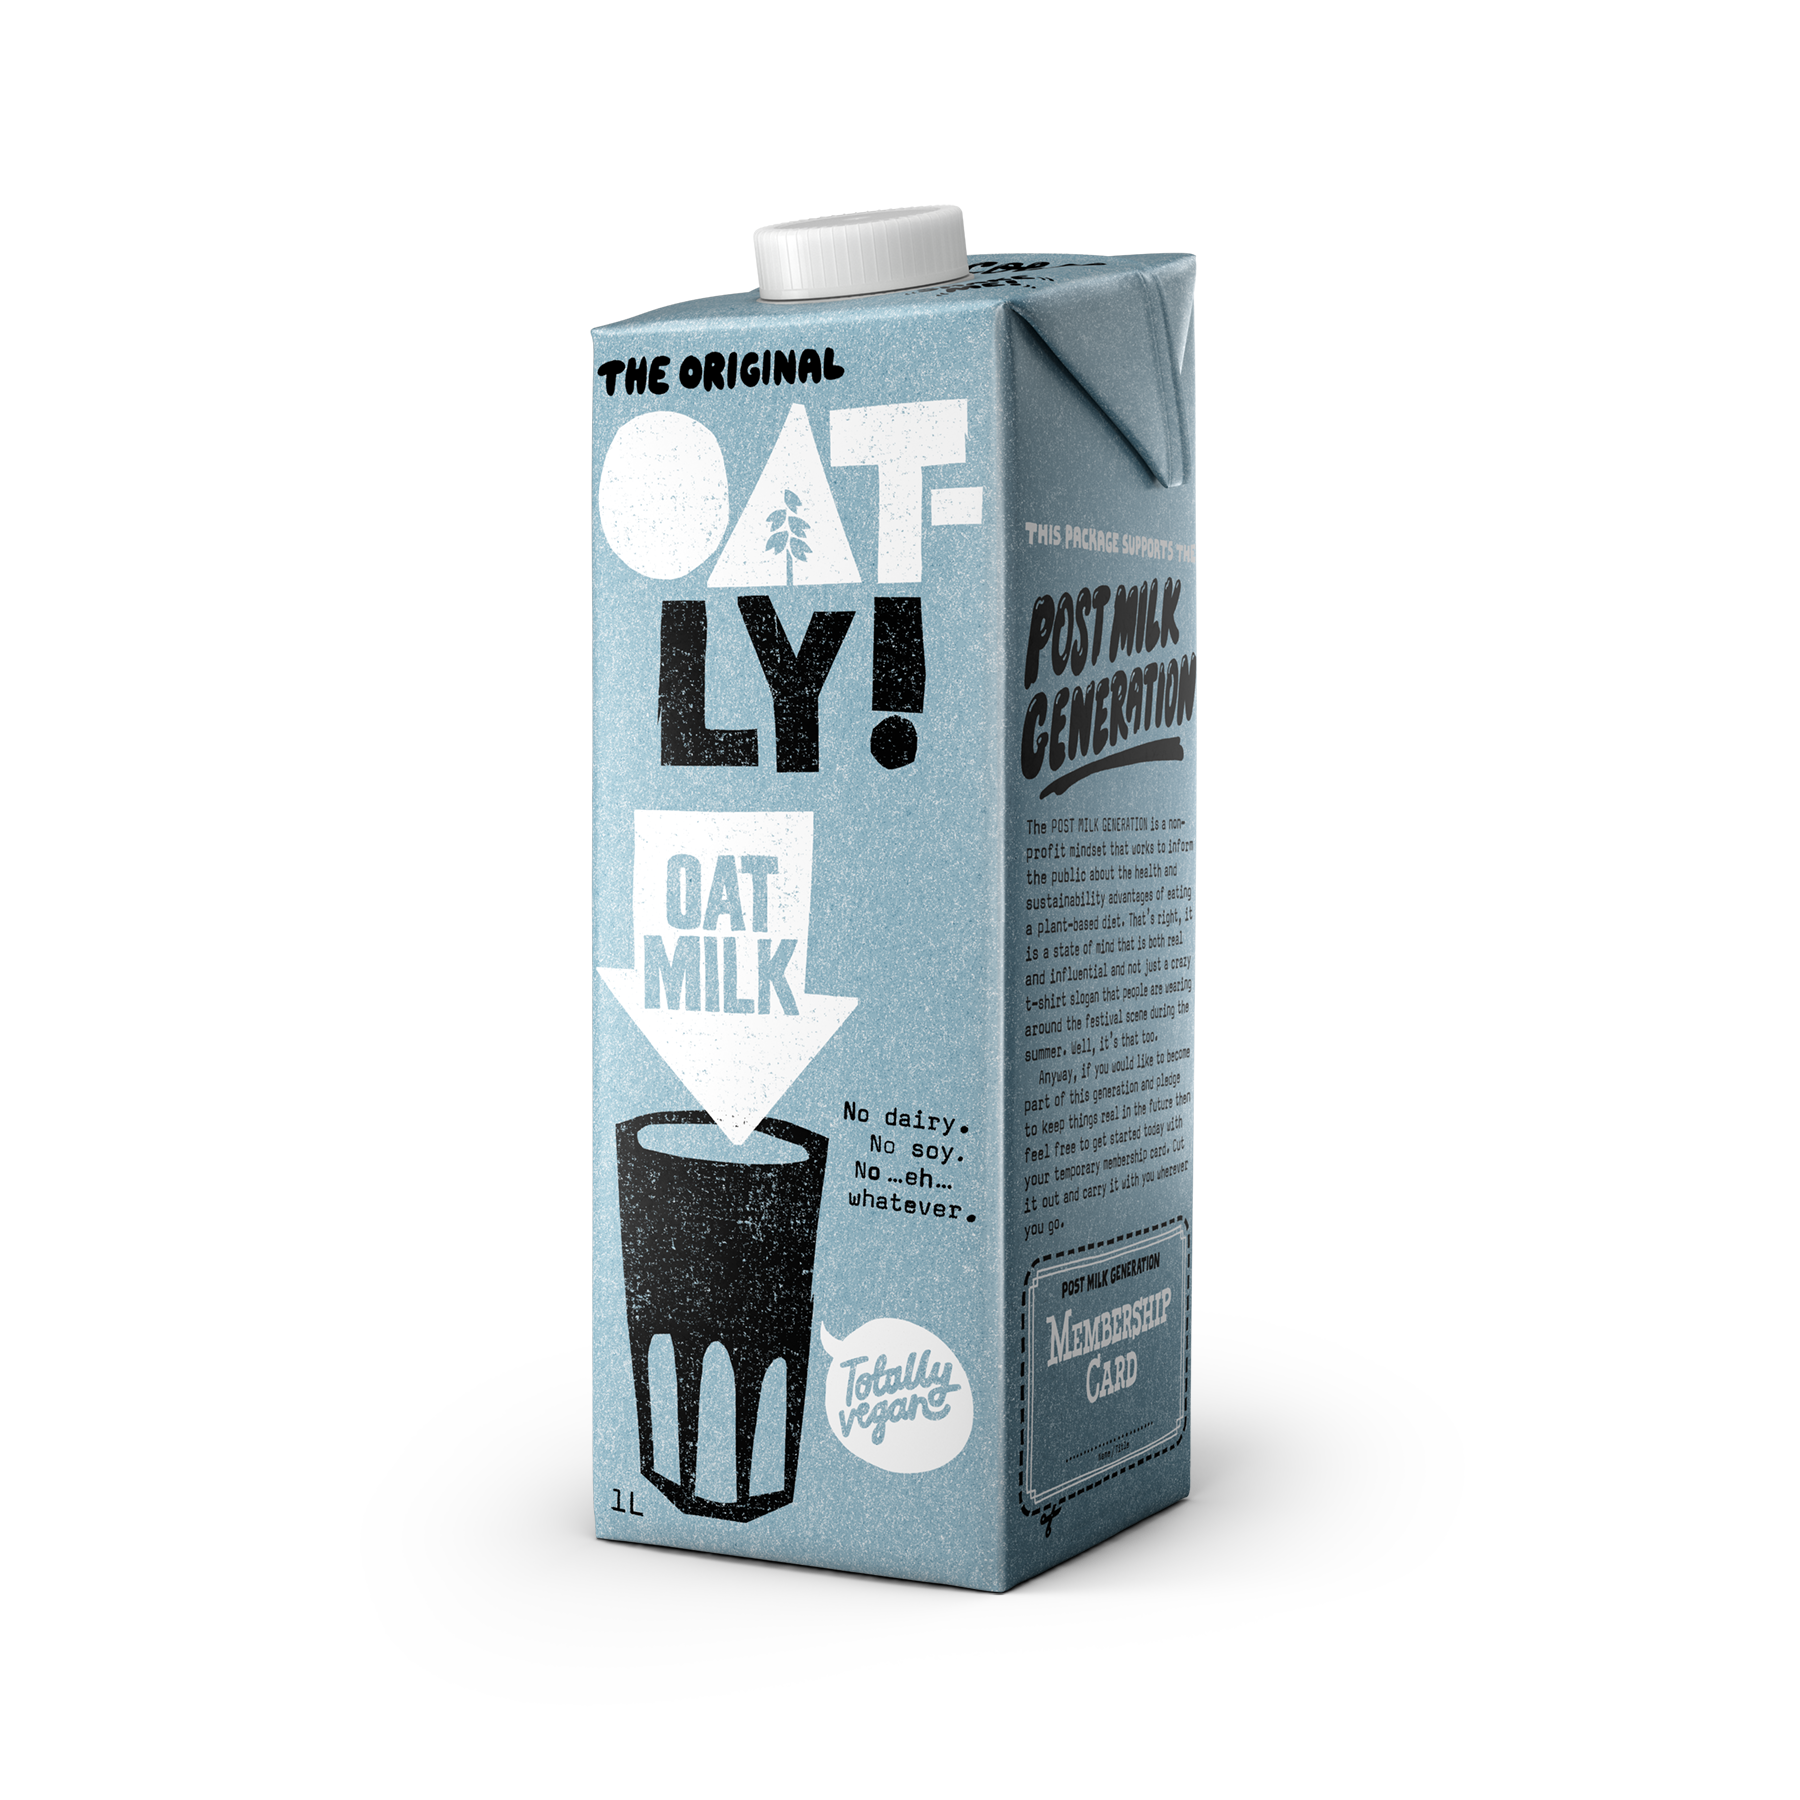 THE ORIGINAL
OAT-
LY!
OAT
MILK
No dairy.
No soy.
No...eh...
whatever.
Totally
vegan
1L
THIS PACKAGE SUPPORTS THE
POST MILK
GENERATION
The POST MILK GENERATION is a non-
profit mindset that works to inform
the public about the health and
sustainability advantages of eating
a plant-based diet. That's right, it
is a state of mind that is both real
and influential and not just a crazy
t-shirt slogan that people are wearing
around the festival scene during the
summer. Well, it's that too.
Anyway, if you would like to become
part of this generation and pledge
to keep things real in the future then
feel free to get started today with
your temporary membership card. Cut
it out and carry it with you wherever
you go.
POST MILK GENERATION
MEMBERSHIP
CARD
name/Title